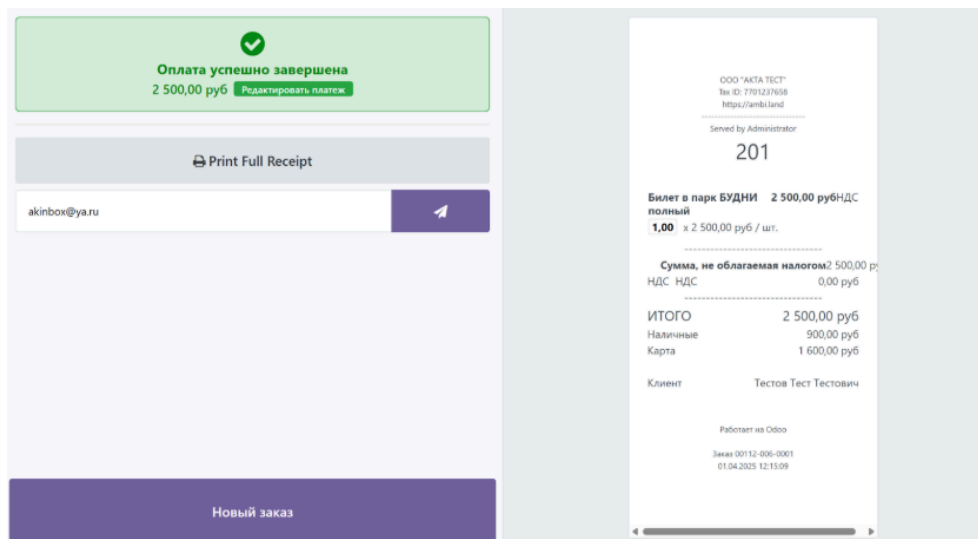 Оплата успешно завершена
2 500,00 руб Редактировать платеж
Print Full Receipt
akinbox@ya.ru
Новый заказ
ООО "АКТА ТЕСТ"
Tax ID: 7701237658
https://ambi.land
Served by Administrator
201
Билет в парк БУДНИ 2 500,00 рубНДС
полный
1,00 x 2 500,00 руб / шт.
Сумма, не облагаемая налогом2 500,00 ру
НДС НДС 0,00 руб
ИТОГО 2 500,00 руб
Наличные 900,00 руб
Карта 1 600,00 руб
Клиент Тестов Тест Тестович
Работает на Odoo
Заказ 00112-006-0001
01.04.2025 12:15:09